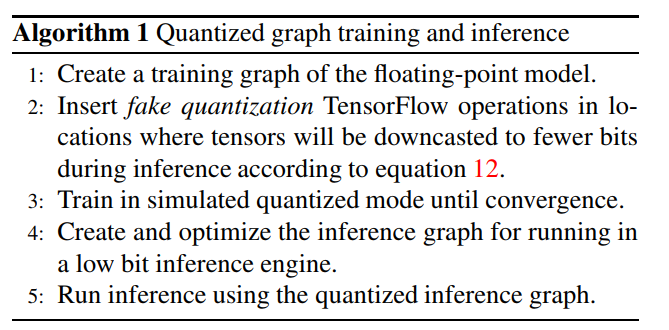 Algorithm 1 Quantized graph training and inference
1: Create a training graph of the floating-point model.
2: Insert fake quantization TensorFlow operations in lo-
cations where tensors will be downcasted to fewer bits
during inference according to equation 12.
3: Train in simulated quantized mode until convergence.
4: Create and optimize the inference graph for running in
a low bit inference engine.
5: Run inference using the quantized inference graph.